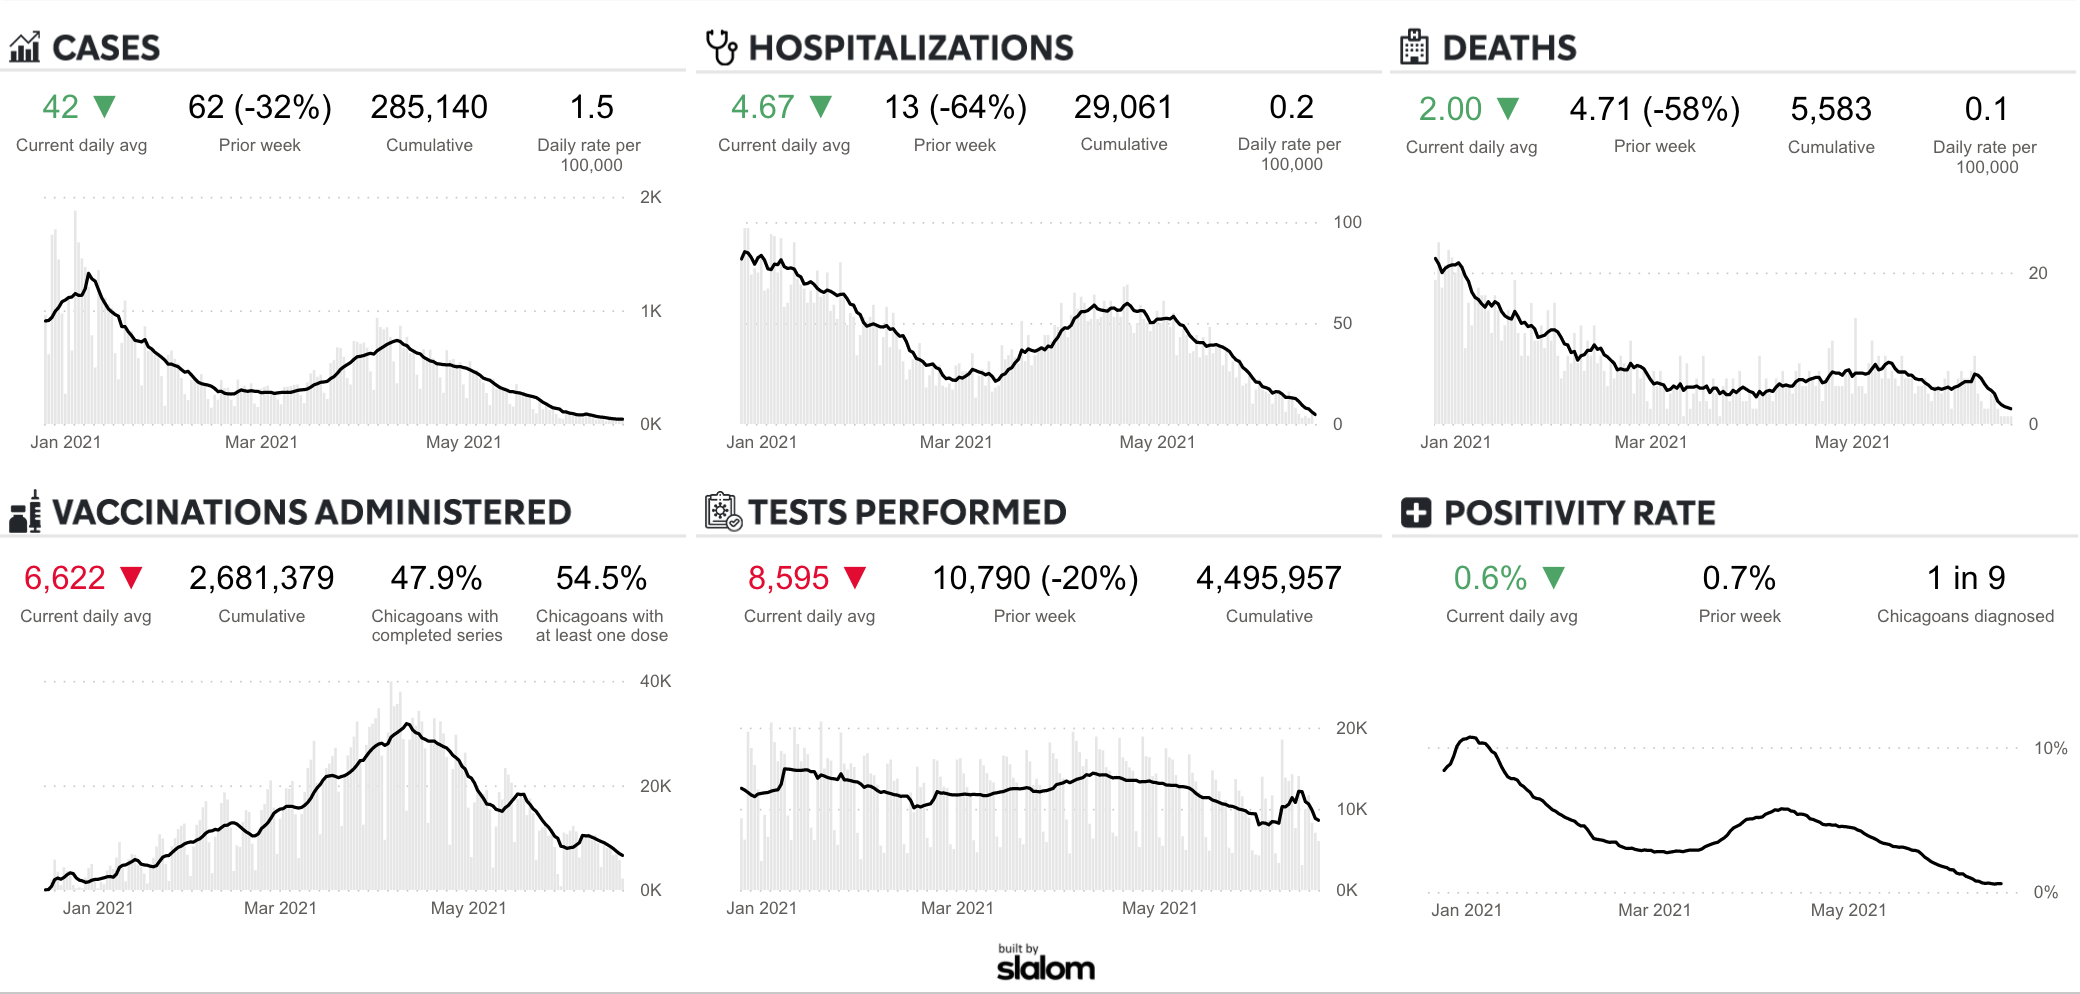 CASES
42 ▼
62 (-32%)
285,140
1.5
Current daily avg
Prior week
Cumulative
Daily rate per
100,000
2K
1K
0K
Jan 2021
Mar 2021
May 2021
HOSPITALIZATIONS
4.67 ▼
13 (-64%)
29,061
0.2
Current daily avg
Prior week
Cumulative
Daily rate per
100,000
100
50
0
Jan 2021
Mar 2021
May 2021
H
DEATHS
2.00 ▼
4.71 (-58%)
5,583
0.1
Current daily avg
Prior week
Cumulative
Daily rate per
100,000
20
0
Jan 2021
Mar 2021
May 2021
VACCINATIONS ADMINISTERED
6,622 ▼
2,681,379
47.9%
54.5%
Current daily avg
Cumulative
Chicagoans with
completed series
Chicagoans with
at least one dose
40K
20K
0K
Jan 2021
Mar 2021
May 2021
TESTS PERFORMED
8,595 ▼
10,790 (-20%)
4,495,957
Current daily avg
Prior week
Cumulative
20K
10K
0K
Jan 2021
Mar 2021
May 2021
POSITIVITY RATE
0.6% ▼
0.7%
1 in 9
Current daily avg
Prior week
Chicagoans diagnosed
10%
0%
Jan 2021
Mar 2021
May 2021
built by
slalom